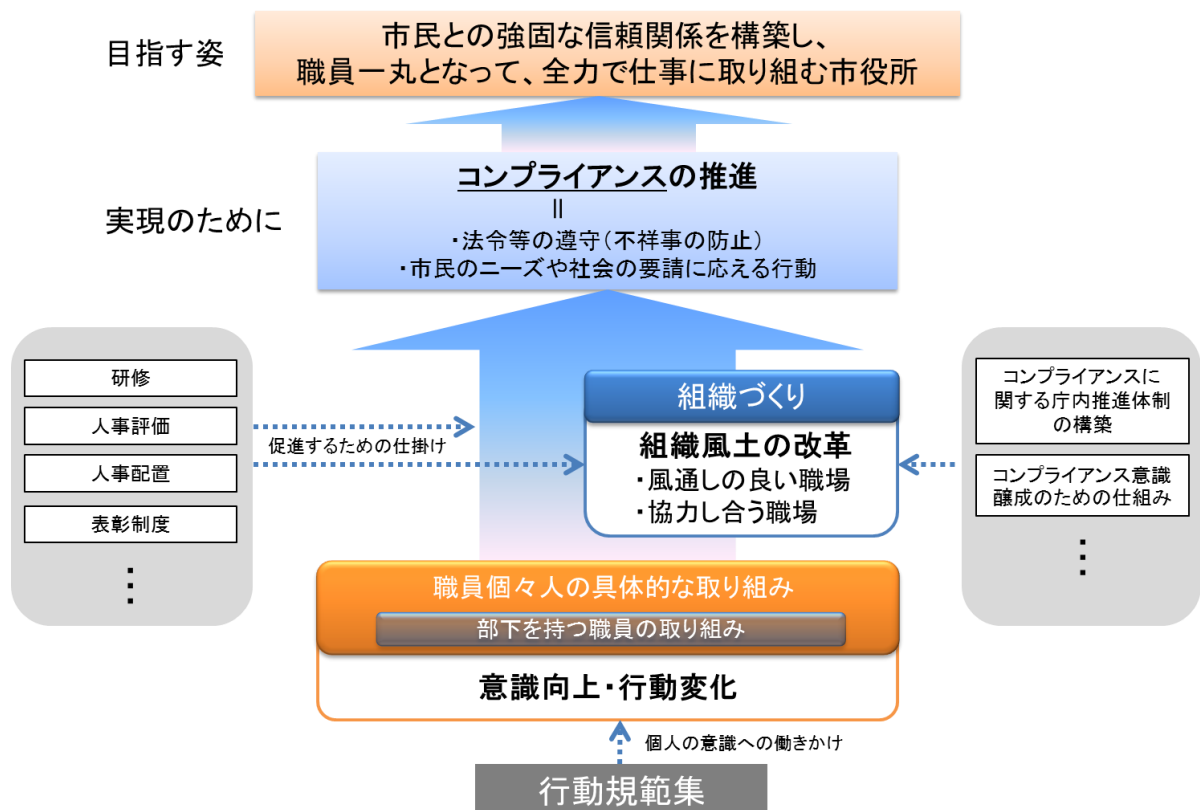 目指す姿
市民との強固な信頼関係を構築し、
職員一丸となって、全力で仕事に取り組む市役所
実現のために
コンプライアンスの推進
＝
・法令等の遵守（不祥事の防止）
・市民のニーズや社会の要請に応える行動
研修
人事評価
人事配置
表彰制度
⋮
促進するための仕掛け
組織づくり
組織風土の改革
・風通しの良い職場
・協力し合う職場
コンプライアンスに
関する庁内推進体制
の構築
コンプライアンス意識
醸成のための仕組み
⋮
職員個々人の具体的な取り組み
部下を持つ職員の取り組み
意識向上・行動変化
個人の意識への働きかけ
行動規範集